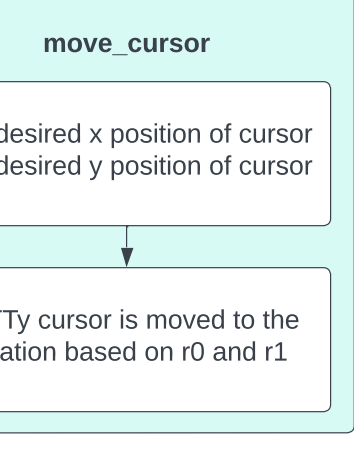 move_cursor
desired x position of cursor
desired y position of cursor
cursor is moved to the
based on r0 and r1